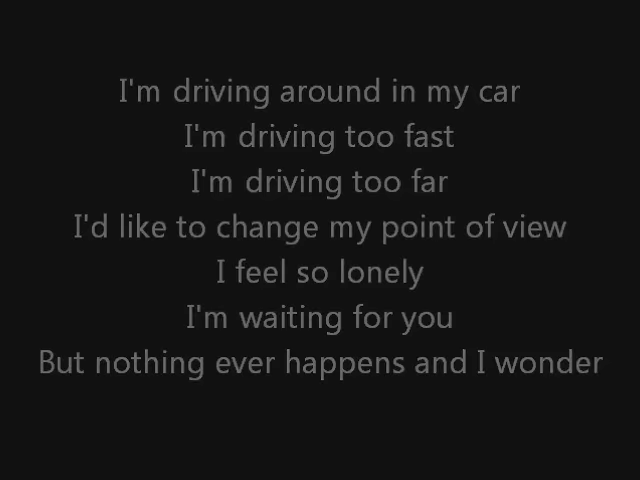 I'm driving around in my car
I'm driving too fast
I'm driving too far
I'd like to change my point of view
I feel so lonely
I'm waiting for you
But nothing ever happens and I wonder